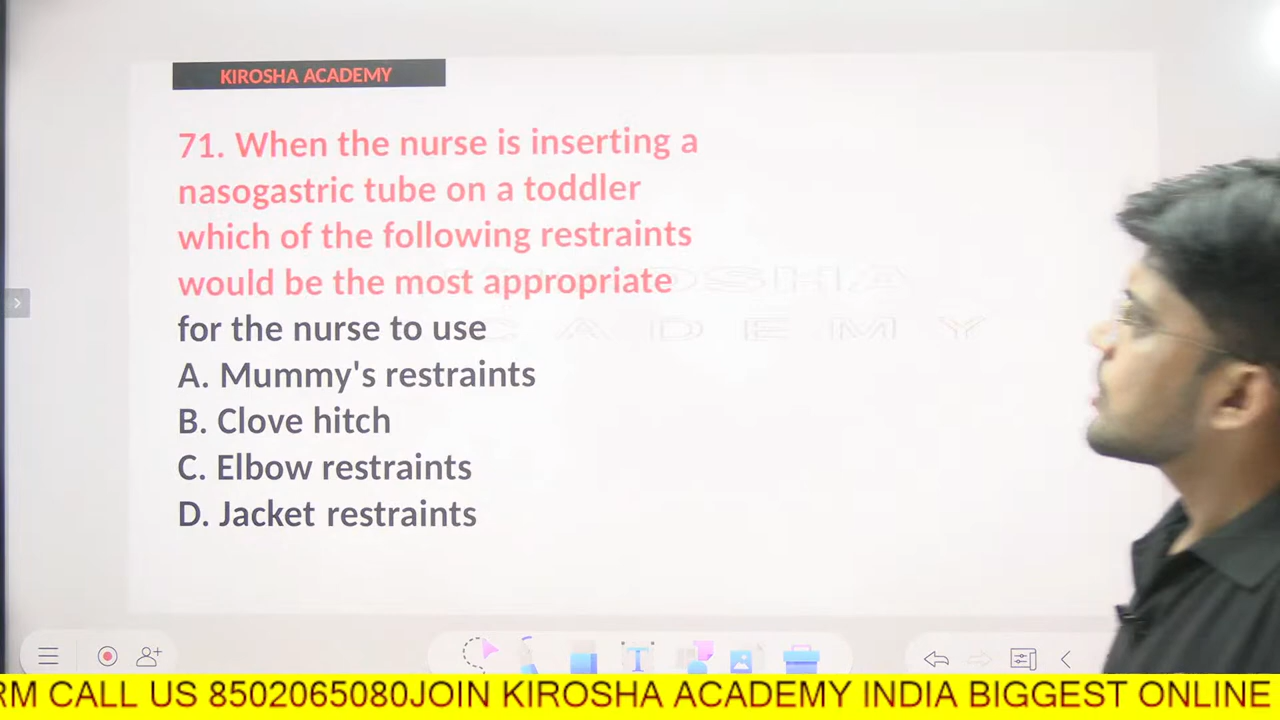 KIROSHA ACADEMY
71. When the nurse is inserting a
nasogastric tube on a toddler
which of the following restraints
would be the most appropriate
for the nurse to use
A. Mummy's restraints
B. Clove hitch
C. Elbow restraints
D. Jacket restraints
OSHA
CADEMY
T
RM CALL US 8502065080JOIN KIROSHA ACADEMY INDIA BIGGEST ONLINE